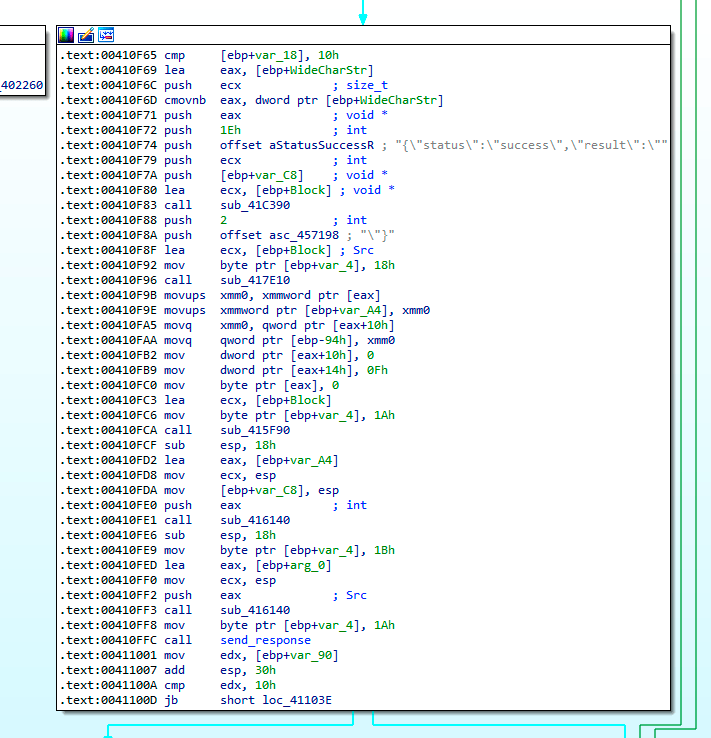 _402260
.text:00410F65 cmp [ebp+var_18], 10h
.text:00410F69 lea eax, [ebp+WideCharStr]
.text:00410F6C push ecx ; size_t
.text:00410F6D cmovnb eax, dword ptr [ebp+WideCharStr]
.text:00410F71 push eax ; void *
.text:00410F72 push 1Eh ; int
.text:00410F74 push offset aStatusSuccessR ; "{\"status\":\"success\",\"result\":\""
.text:00410F79 push ecx ; int
.text:00410F7A push [ebp+var_C8] ; void *
.text:00410F80 lea ecx, [ebp+Block] ; void *
.text:00410F83 call sub_41C390
.text:00410F88 push 2 ; int
.text:00410F8A push offset asc_457198 ; "\"}"
.text:00410F8F lea ecx, [ebp+Block] ; Src
.text:00410F92 mov byte ptr [ebp+var_4], 18h
.text:00410F96 call sub_417E10
.text:00410F9B movups xmm0, xmmword ptr [eax]
.text:00410F9E movups xmmword ptr [ebp+var_A4], xmm0
.text:00410FA5 movq xmm0, qword ptr [eax+10h]
.text:00410FAA movq qword ptr [ebp-94h], xmm0
.text:00410FB2 mov dword ptr [eax+10h], 0
.text:00410FB9 mov dword ptr [eax+14h], 0Fh
.text:00410FC0 mov byte ptr [eax], 0
.text:00410FC3 lea ecx, [ebp+Block]
.text:00410FC6 mov byte ptr [ebp+var_4], 1Ah
.text:00410FCA call sub_415F90
.text:00410FCF sub esp, 18h
.text:00410FD2 lea eax, [ebp+var_A4]
.text:00410FD8 mov ecx, esp
.text:00410FDA mov [ebp+var_C8], esp
.text:00410FE0 push eax ; int
.text:00410FE1 call sub_416140
.text:00410FE6 sub esp, 18h
.text:00410FE9 mov byte ptr [ebp+var_4], 1Bh
.text:00410FED lea eax, [ebp+arg_0]
.text:00410FF0 mov ecx, esp
.text:00410FF2 push eax ; Src
.text:00410FF3 call sub_416140
.text:00410FF8 mov byte ptr [ebp+var_4], 1Ah
.text:00410FFC call send_response
.text:00411001 mov edx, [ebp+var_90]
.text:00411007 add esp, 30h
.text:0041100A cmp edx, 10h
.text:0041100D jb short loc_41103E